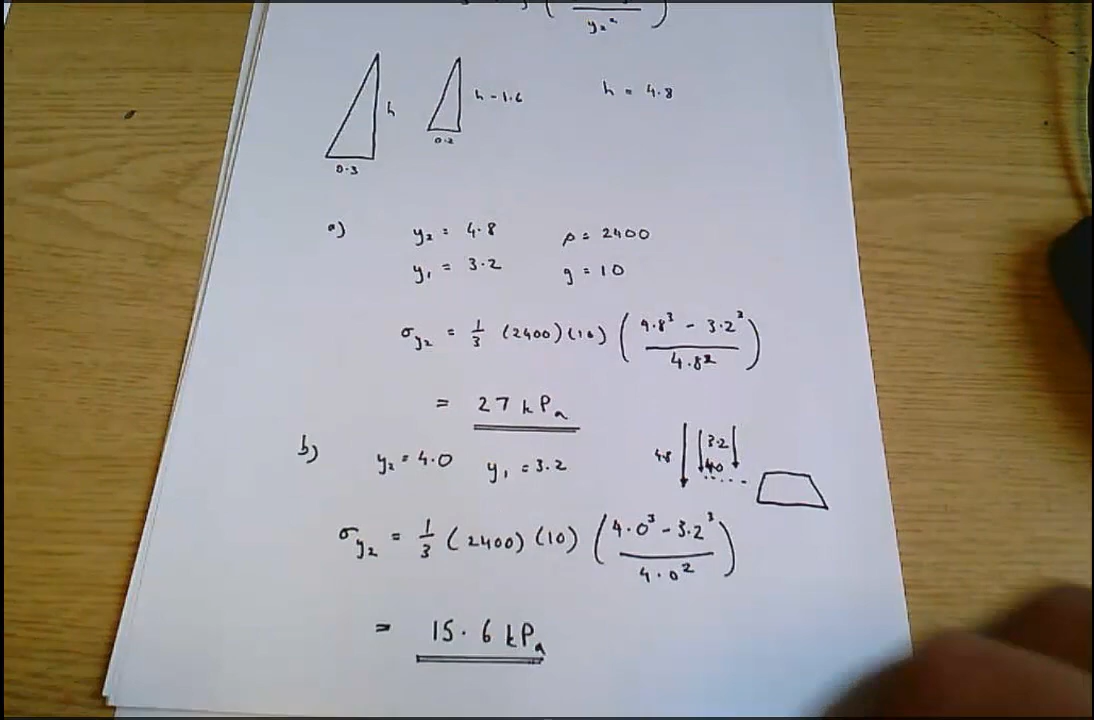 y₂²
h
h - 1.6
h = 4.8
0.3
0.2
a)
y₂ = 4.8
ρ = 2400
y₁ = 3.2
g = 10
σy₂ = 1/3 (2400)(10) (4.8³ - 3.2³ / 4.8²)
= 27 kPa
b)
y₂ = 4.0 y₁ = 3.2
4.8
3.2
4.0
σy₂ = 1/3 (2400)(10) (4.0³ - 3.2³ / 4.0²)
= 15.6 kPa